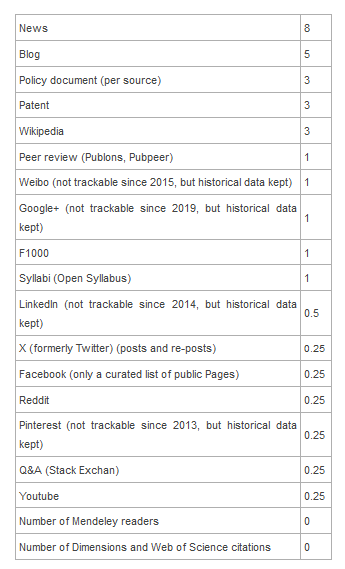 News 8
Blog 5
Policy document (per source) 3
Patent 3
Wikipedia 3
Peer review (Publons, Pubpeer) 1
Weibo (not trackable since 2015, but historical data kept) 1
Google+ (not trackable since 2019, but historical data
kept) 1
F1000 1
Syllabi (Open Syllabus) 1
LinkedIn (not trackable since 2014, but historical data
kept) 0.5
X (formerly Twitter) (posts and re-posts) 0.25
Facebook (only a curated list of public Pages) 0.25
Reddit 0.25
Pinterest (not trackable since 2013, but historical data
kept) 0.25
Q&A (Stack Exchan) 0.25
Youtube 0.25
Number of Mendeley readers 0
Number of Dimensions and Web of Science citations 0